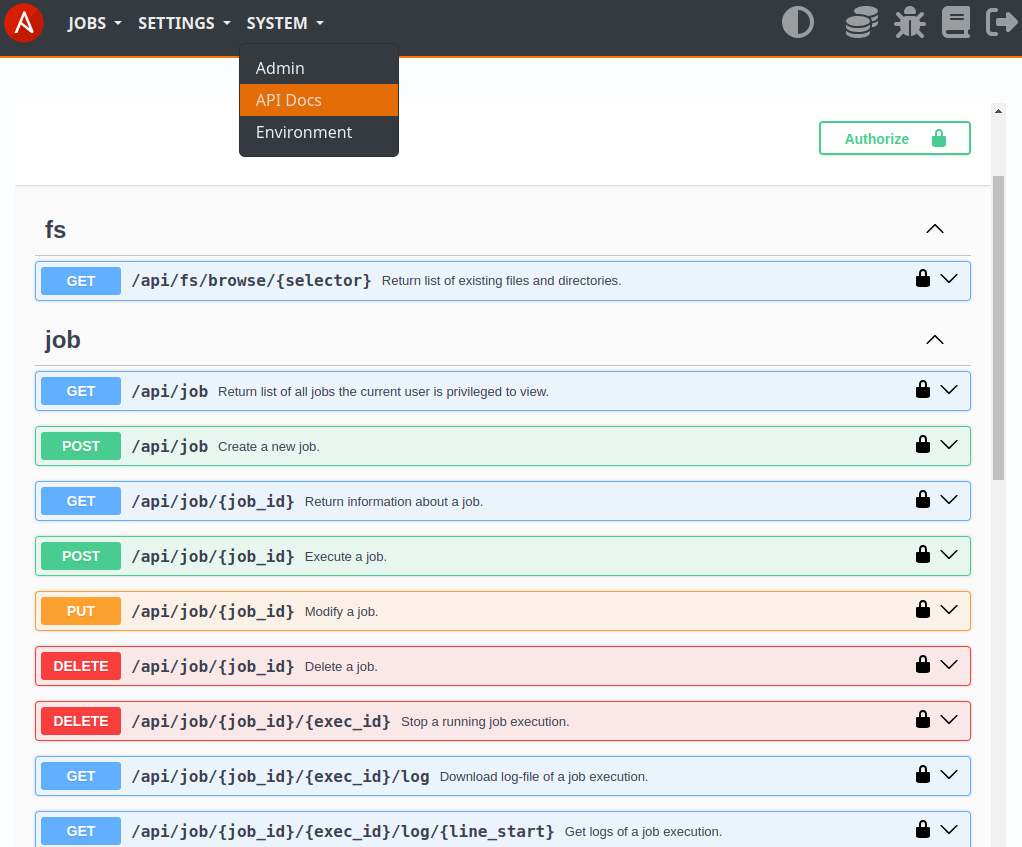 JOBS SETTINGS SYSTEM
Admin
API Docs
Environment
Authorize
fs
GET /api/fs/browse/{selector} Return list of existing files and directories.
job
GET /api/job Return list of all jobs the current user is privileged to view.
POST /api/job Create a new job.
GET /api/job/{job_id} Return information about a job.
POST /api/job/{job_id} Execute a job.
PUT /api/job/{job_id} Modify a job.
DELETE /api/job/{job_id} Delete a job.
DELETE /api/job/{job_id}/{exec_id} Stop a running job execution.
GET /api/job/{job_id}/{exec_id}/log Download log-file of a job execution.
GET /api/job/{job_id}/{exec_id}/log/{line_start} Get logs of a job execution.